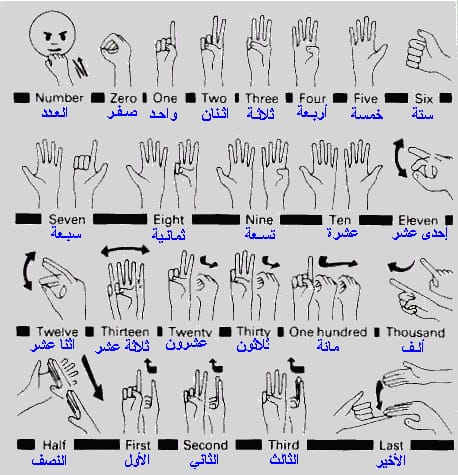 Number Zero One Two Three Four Five Six
العدد صفر واحد اثنان ثلاثة أربعة خمسة ستة
Seven Eight Nine Ten Eleven
سبعة ثمانية تسعة عشرة إحدى عشر
Twelve Thirteen Twenty Thirty One hundred Thousand
اثنا عشر ثلاثة عشر عشرون ثلاثون مائة ألف
Half First Second Third Last
النصف الأول الثاني الثالث الأخير